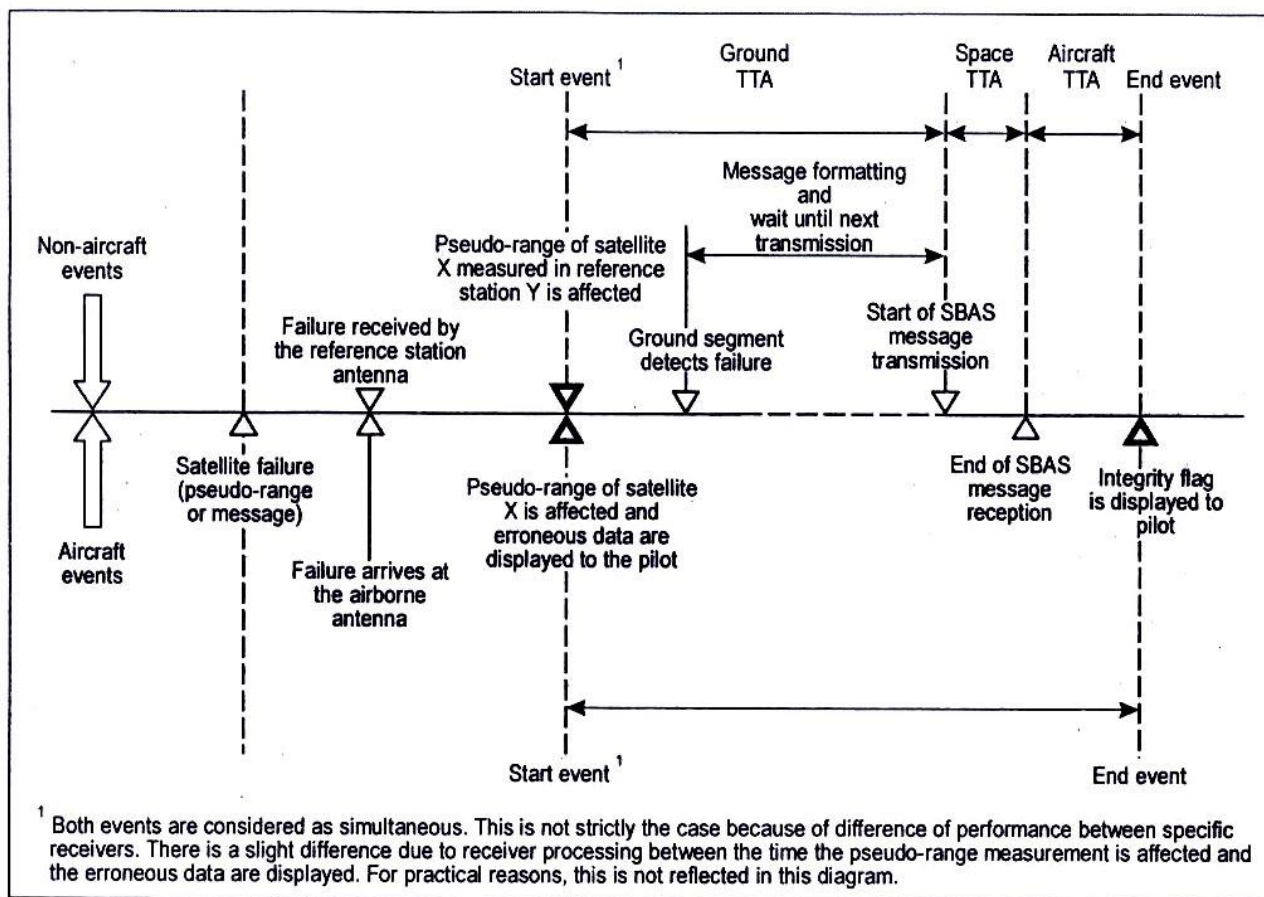 Start event 1
Ground
TTA
Space
TTA
Aircraft
TTA
End event
Message formatting
and
wait until next
transmission
Non-aircraft
events
Pseudo-range of satellite
X measured in reference
station Y is affected
Failure received by
the reference station
antenna
Ground segment
detects failure
Start of SBAS
message
transmission
Aircraft
events
Satellite failure
(pseudo-range
or message)
Failure arrives at
the airborne
antenna
Pseudo-range of satellite
X is affected and
erroneous data are
displayed to the pilot
End of SBAS
message
reception
Integrity flag
is displayed to
pilot
Start event 1
End event
1 Both events are considered as simultaneous. This is not strictly the case because of difference of performance between specific
receivers. There is a slight difference due to receiver processing between the time the pseudo-range measurement is affected and
the erroneous data are displayed. For practical reasons, this is not reflected in this diagram.